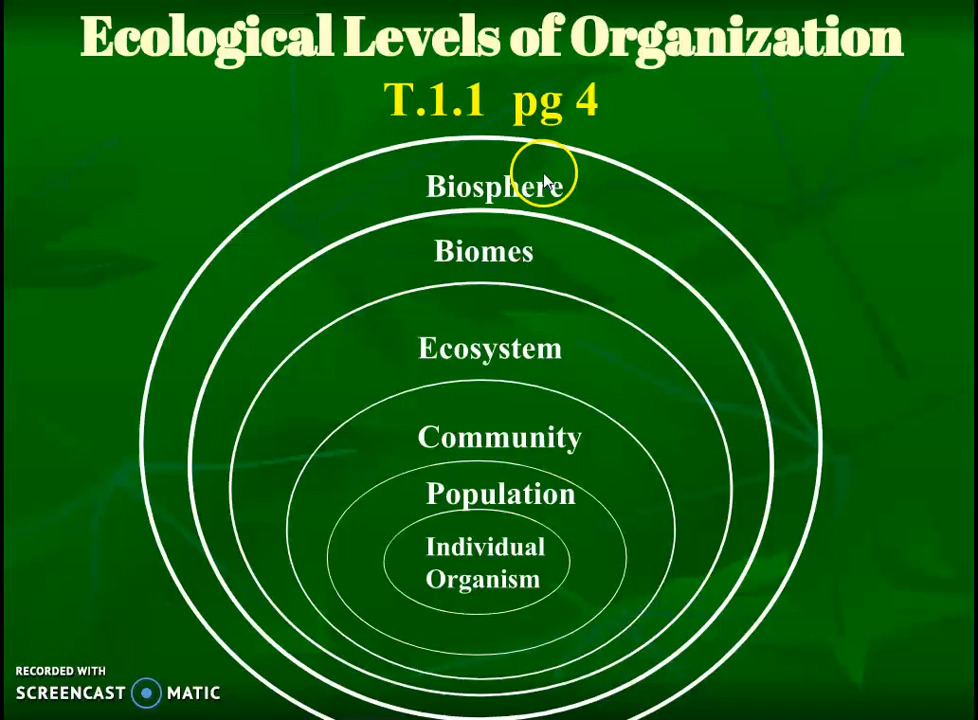 Ecological Levels of Organization
T.1.1 pg 4
Biosphere
Biomes
Ecosystem
Community
Population
Individual
Organism
RECORDED WITH
SCREENCAST MATIC